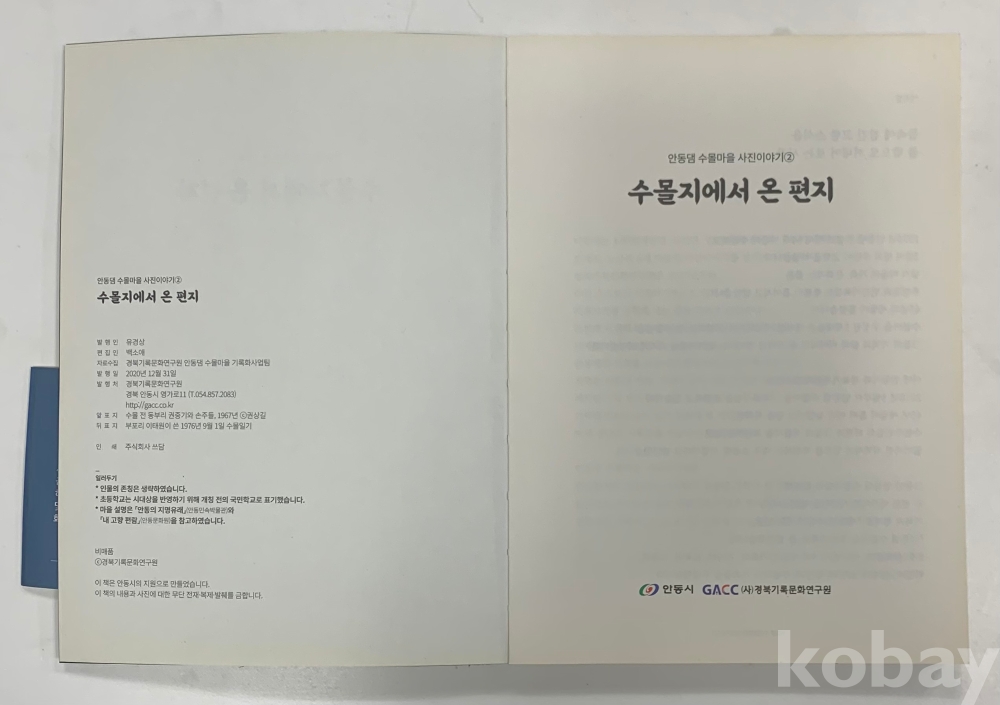 안동댐 수몰마을 사진이야기②
수몰지에서 온 편지
발 행 인 유경상
편 집 인 백소애
자료수집 경북기록문화연구원 안동댐 수몰마을 기록화사업팀
발 행 일 2020년 12월 31일
발 행 처 경북기록문화연구원
경북 안동시 영가로11 (T.054.857.2083)
http://gacc.co.kr
앞 표 지 수몰 전 동부리 권중기와 손주들, 1967년 ⓒ권상길
뒤 표 지 부포리 이태원이 쓴 1976년 9월 1일 수몰일기
인 쇄 주식회사 쓰담
일러두기
* 인물의 존칭은 생략하였습니다.
* 초등학교는 시대상을 반영하기 위해 개칭 전의 국민학교로 표기했습니다.
* 마을 설명은 『안동의 지명유래』(안동민속박물관)와
『내 고향 편람』(안동문화원)을 참고하였습니다.
비매품
ⓒ경북기록문화연구원
이 책은 안동시의 지원으로 만들었습니다.
이 책의 내용과 사진에 대한 무단 전재·복제·발췌를 금합니다.
안동댐 수몰마을 사진이야기②
수몰지에서 온 편지
안동시 GACC (사)경북기록문화연구원
kobay